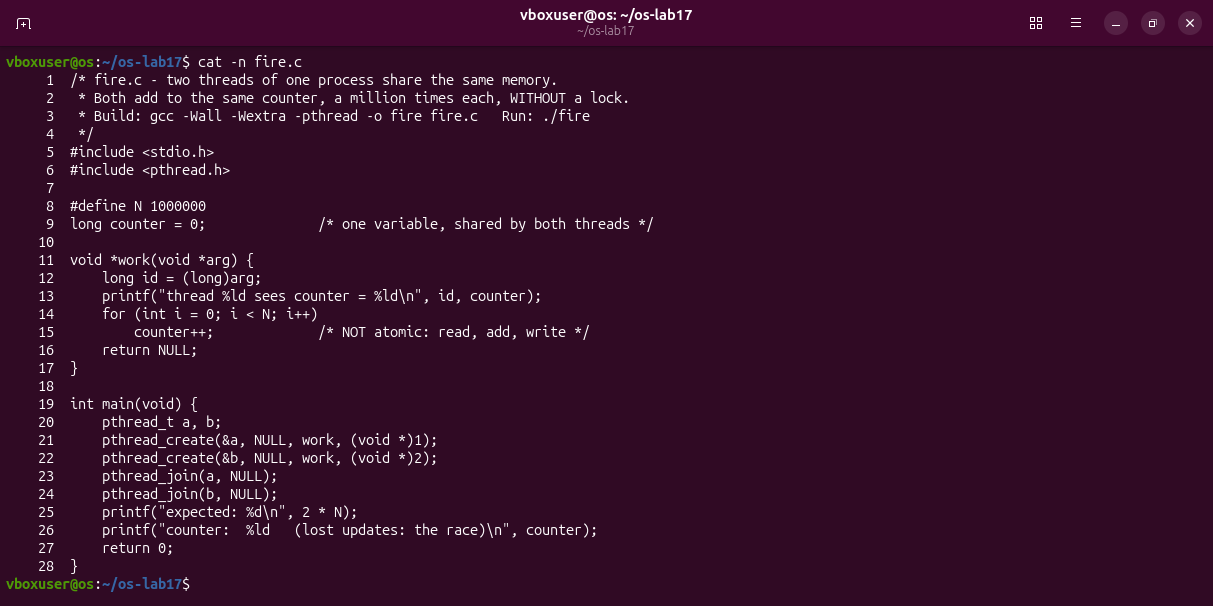 vboxuser@os: ~/os-lab17
~/os-lab17
vboxuser@os:~/os-lab17$ cat -n fire.c
     1  /* fire.c - two threads of one process share the same memory.
     2   * Both add to the same counter, a million times each, WITHOUT a lock.
     3   * Build: gcc -Wall -Wextra -pthread -o fire fire.c   Run: ./fire
     4   */
     5  #include <stdio.h>
     6  #include <pthread.h>
     7
     8  #define N 1000000
     9  long counter = 0;              /* one variable, shared by both threads */
    10
    11  void *work(void *arg) {
    12      long id = (long)arg;
    13      printf("thread %ld sees counter = %ld\n", id, counter);
    14      for (int i = 0; i < N; i++)
    15          counter++;             /* NOT atomic: read, add, write */
    16      return NULL;
    17  }
    18
    19  int main(void) {
    20      pthread_t a, b;
    21      pthread_create(&a, NULL, work, (void *)1);
    22      pthread_create(&b, NULL, work, (void *)2);
    23      pthread_join(a, NULL);
    24      pthread_join(b, NULL);
    25      printf("expected: %d\n", 2 * N);
    26      printf("counter:  %ld   (lost updates: the race)\n", counter);
    27      return 0;
    28  }
vboxuser@os:~/os-lab17$